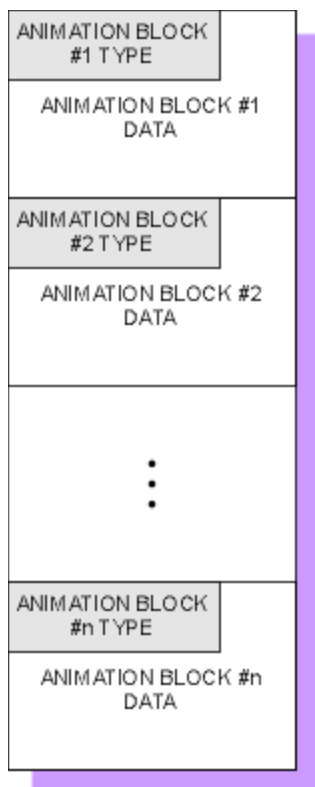 ANIMATION BLOCK
#1 TYPE
ANIMATION BLOCK #1
DATA
ANIMATION BLOCK
#2 TYPE
ANIMATION BLOCK #2
DATA
ANIMATION BLOCK
#n TYPE
ANIMATION BLOCK #n
DATA